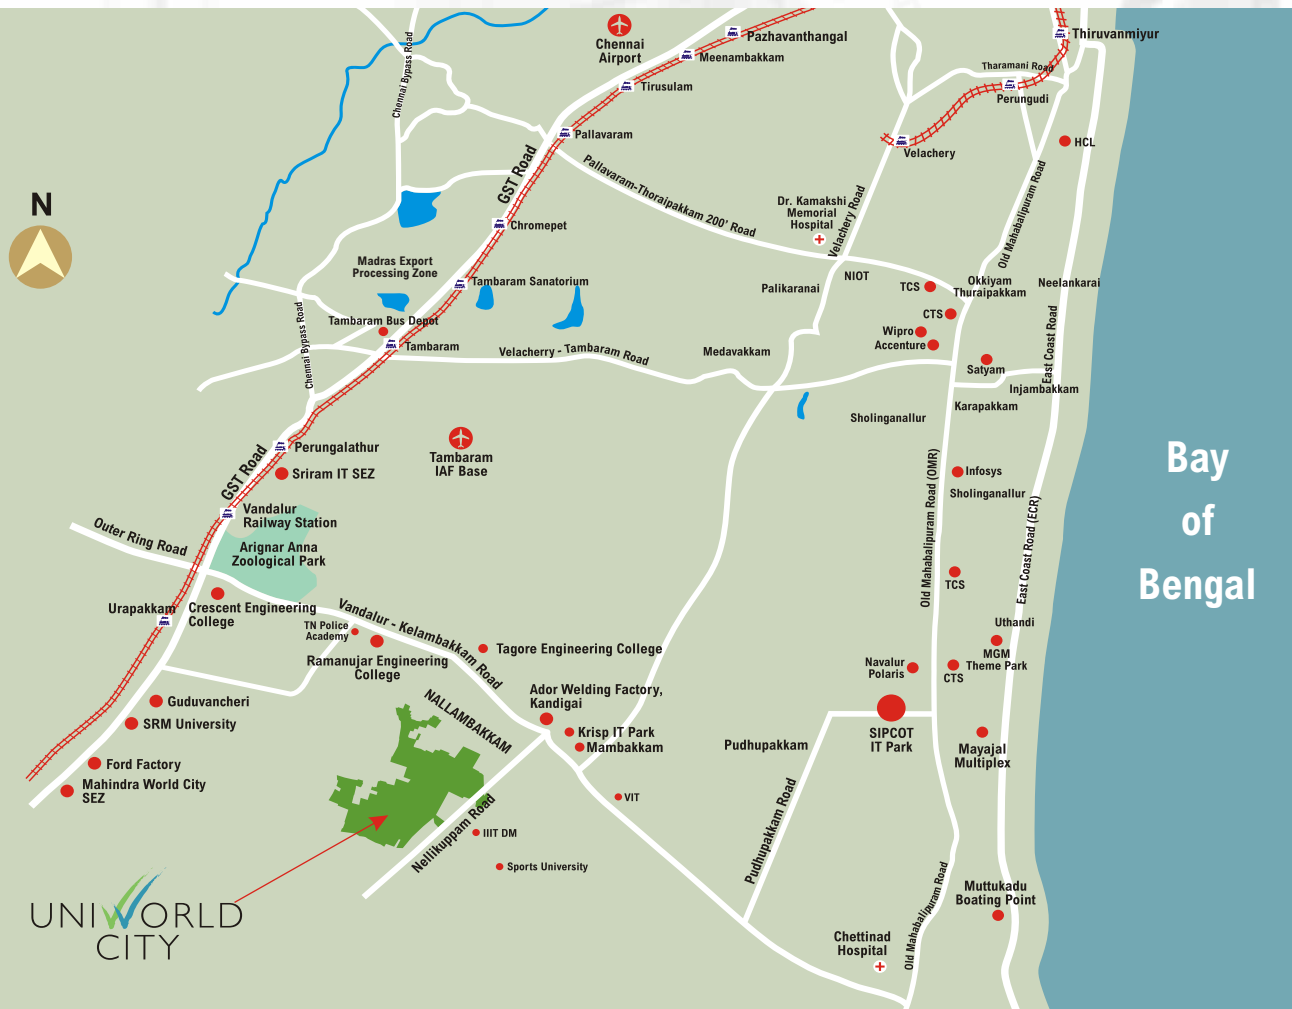 Chennai
Airport
Pazhavanthangal
Meenambakkam
Tirusulam
Pallavaram
Chennai Bypass Road
Thiruvanmiyur
Tharamani Road
Perungudi
Velachery
HCL
GST Road
Pallavaram-Thoraipakkam 200' Road
Old Mahabalipuram Road
N
Dr. Kamakshi
Memorial
Hospital
Velachery Road
Chromepet
Madras Export
Processing Zone
Tambaram Sanatorium
Palikaranai
NIOT
TCS
Okkiyam
Thuraipakkam
Neelankarai
CTS
Wipro
Accenture
Tambaram Bus Depot
Tambaram
Chennai Bypass Road
Velacherry - Tambaram Road
Medavakkam
Satyam
East Coast Road
Injambakkam
Karapakkam
Sholinganallur
Perungalathur
GST Road
Sriram IT SEZ
Tambaram
IAF Base
Old Mahabalipuram Road (OMR)
Infosys
Sholinganallur
East Coast Road (ECR)
Bay
of
Bengal
Vandalur
Railway Station
Outer Ring Road
Arignar Anna
Zoological Park
TCS
Urapakkam
Crescent Engineering
College
Vandalur - Kelambakkam Road
TN Police
Academy
Ramanujar Engineering
College
Tagore Engineering College
Uthandi
MGM
Theme Park
Navalur
Polaris
CTS
Guduvancheri
SRM University
NALLAMBAKKAM
Ador Welding Factory,
Kandigai
Krisp IT Park
Mambakkam
Pudhupakkam
SIPCOT
IT Park
Mayajal
Multiplex
Ford Factory
Mahindra World City
SEZ
VIT
Pudhupakkam Road
Nellikuppam Road
IIIT DM
Sports University
UNIWORLD
CITY
Old Mahabalipuram Road
Muttukadu
Boating Point
Chettinad
Hospital